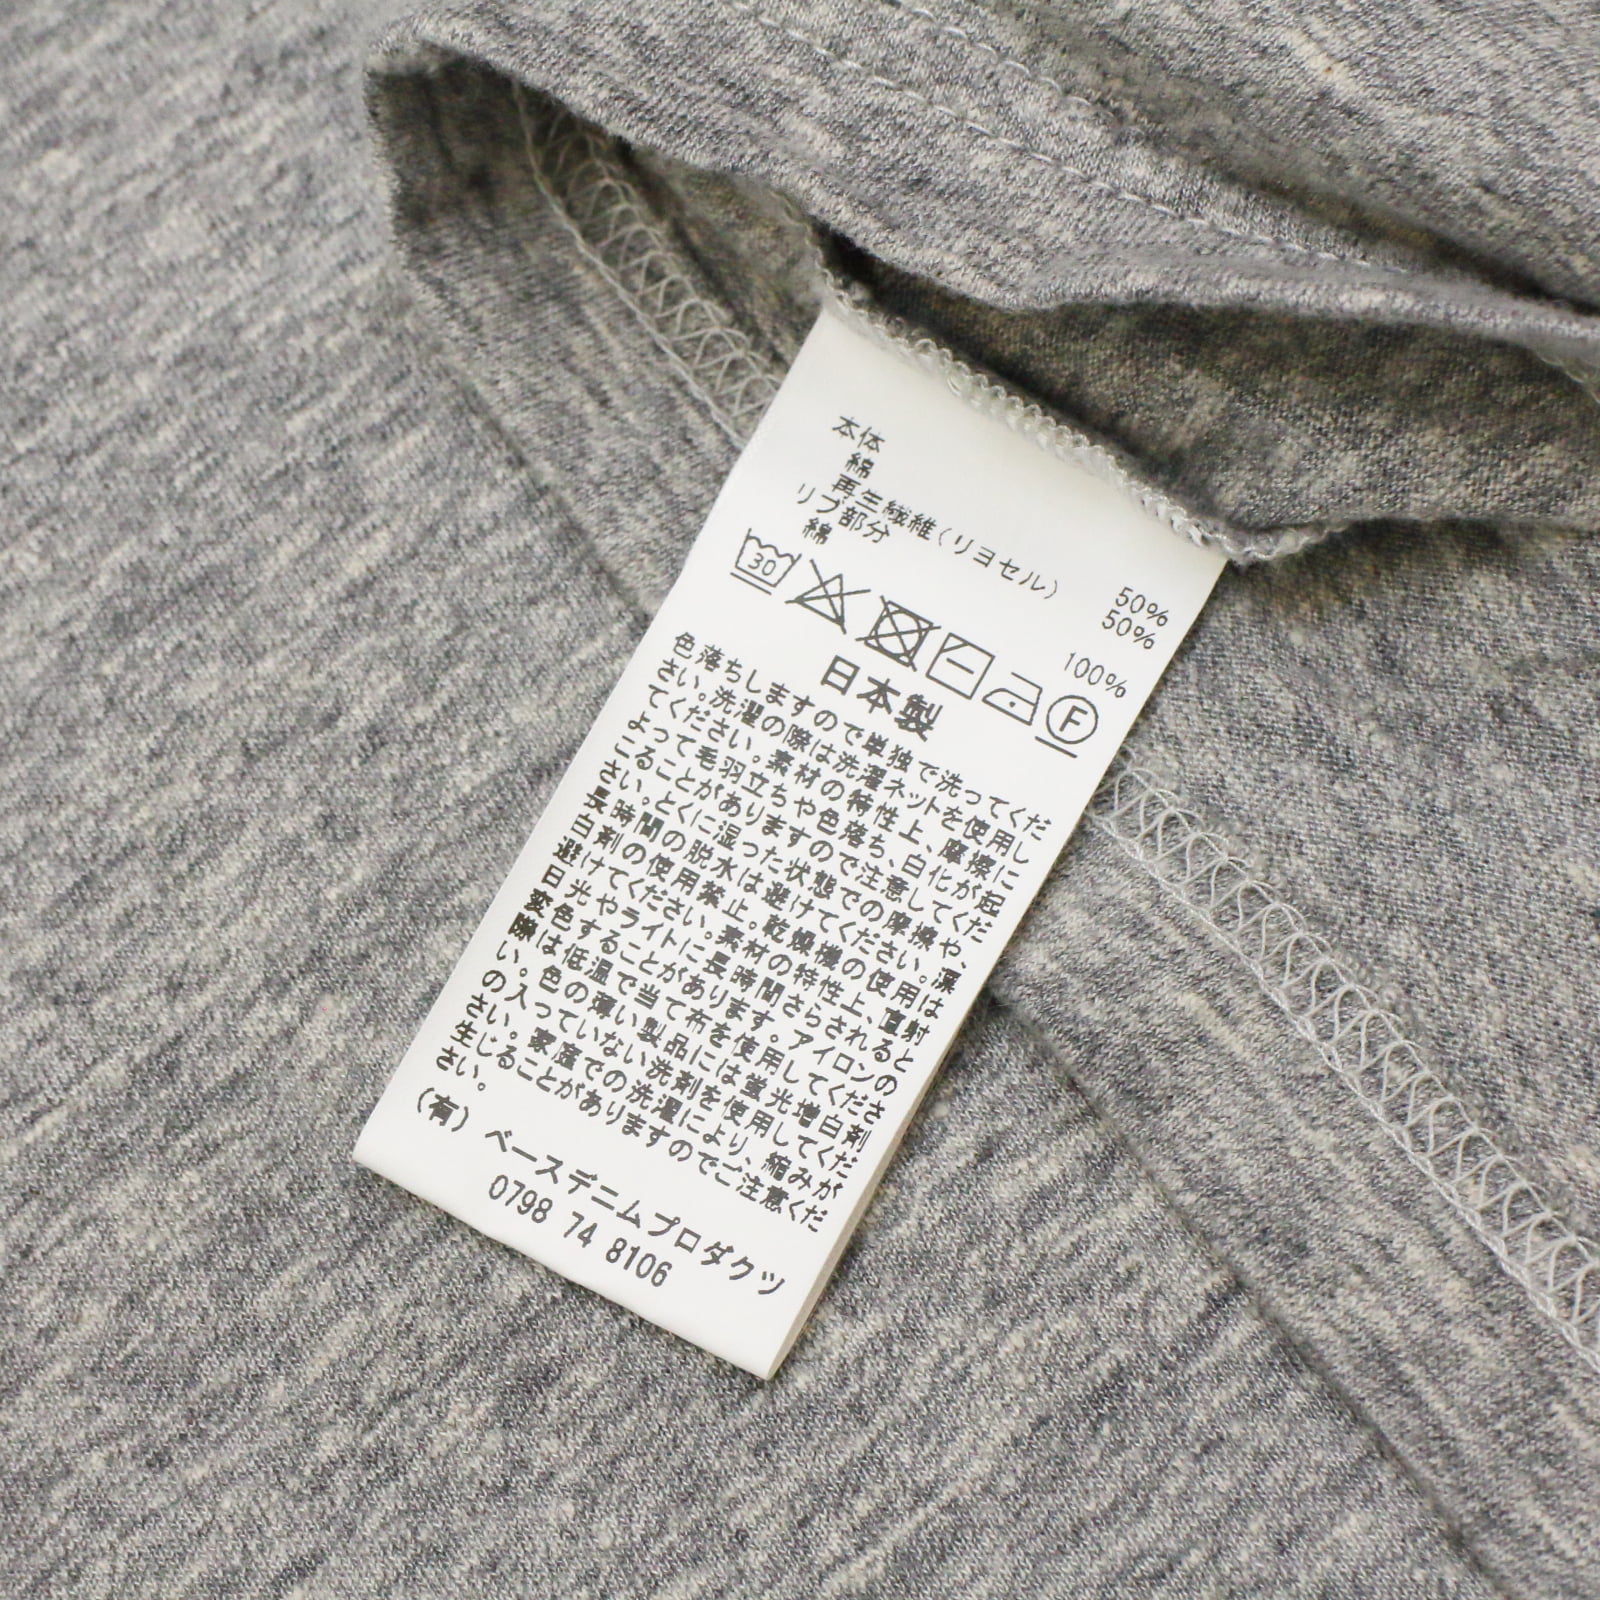 本体
綿 50%
再生繊維(リヨセル) 50%
リブ部分
綿 100%
30
F
日本製
色落ちしますので単独で洗ってくだ
さい。洗濯の際は洗濯ネットを使用し
てください。素材の特性上、摩擦に
よって毛羽立ちや色落ち、白化が起
こることがありますので注意してくだ
さい。とくに湿った状態での摩擦や、
長時間の脱水は避けてください。漂
白剤の使用禁止。乾燥機の使用は
避けてください。素材の特性上、直射
日光やライトに長時間さらされると
変色することがあります。アイロンの
際は低温で当て布を使用してくださ
い。色の薄い製品には蛍光増白剤
の入っていない洗剤を使用してくだ
さい。家庭での洗濯により、縮みが
生じることがありますのでご注意くだ
さい。
(有)ベースデニムプロダクツ
0798 74 8106